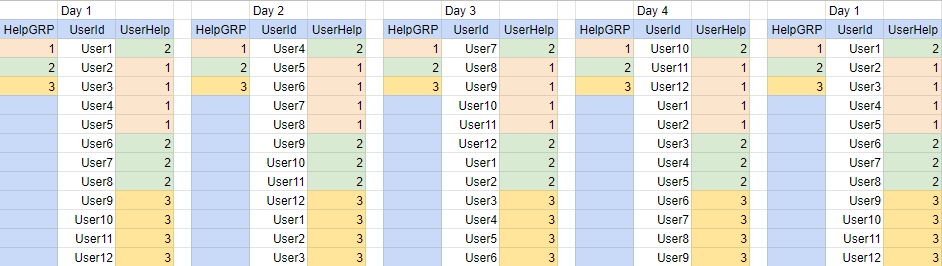 Day 1 Day 2 Day 3 Day 4 Day 1
HelpGRP UserId UserHelp HelpGRP UserId UserHelp HelpGRP UserId UserHelp HelpGRP UserId UserHelp HelpGRP UserId UserHelp
1 User1 2 1 User4 2 1 User7 2 1 User10 2 1 User1 2
2 User2 1 2 User5 1 2 User8 1 2 User11 1 2 User2 1
3 User3 1 3 User6 1 3 User9 1 3 User12 1 3 User3 1
User4 1 User7 1 User10 1 User1 1 User4 1
User5 1 User8 1 User11 1 User2 1 User5 1
User6 2 User9 2 User12 2 User3 2 User6 2
User7 2 User10 2 User1 2 User4 2 User7 2
User8 2 User11 2 User2 2 User5 2 User8 2
User9 3 User12 3 User3 3 User6 3 User9 3
User10 3 User1 3 User4 3 User7 3 User10 3
User11 3 User2 3 User5 3 User8 3 User11 3
User12 3 User3 3 User6 3 User9 3 User12 3